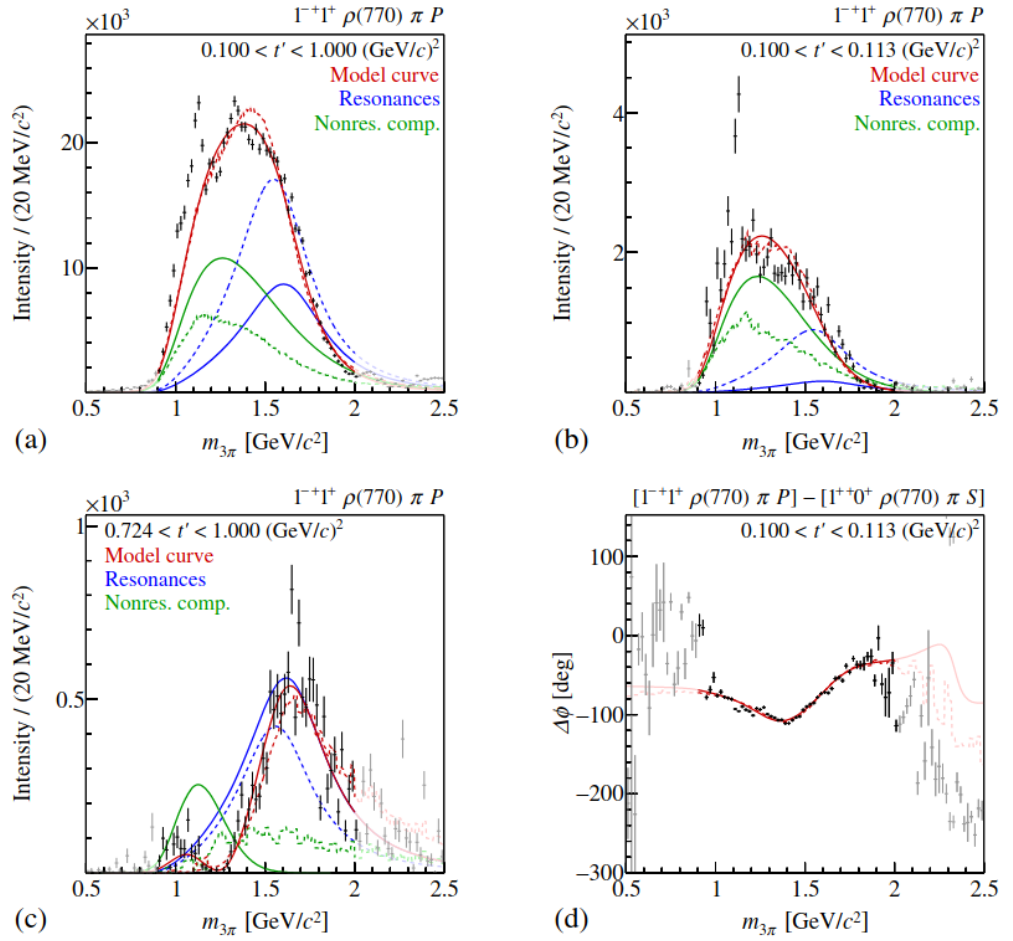 ×10³
1⁻⁺1⁺ ρ(770) π P
0.100 < t′ < 1.000 (GeV/c)²
Model curve
Resonances
Nonres. comp.
Intensity / (20 MeV/c²)
20
10
0.5
1
1.5
2
2.5
(a)
m₃π [GeV/c²]
×10³
1⁻⁺1⁺ ρ(770) π P
0.100 < t′ < 0.113 (GeV/c)²
Model curve
Resonances
Nonres. comp.
Intensity / (20 MeV/c²)
4
2
0.5
1
1.5
2
2.5
(b)
m₃π [GeV/c²]
×10³
1⁻⁺1⁺ ρ(770) π P
0.724 < t′ < 1.000 (GeV/c)²
Model curve
Resonances
Nonres. comp.
Intensity / (20 MeV/c²)
1
0.5
0.5
1
1.5
2
2.5
(c)
m₃π [GeV/c²]
[1⁻⁺1⁺ ρ(770) π P] − [1⁺⁺0⁺ ρ(770) π S]
0.100 < t′ < 0.113 (GeV/c)²
Δϕ [deg]
100
0
−100
−200
−300
0.5
1
1.5
2
2.5
(d)
m₃π [GeV/c²]